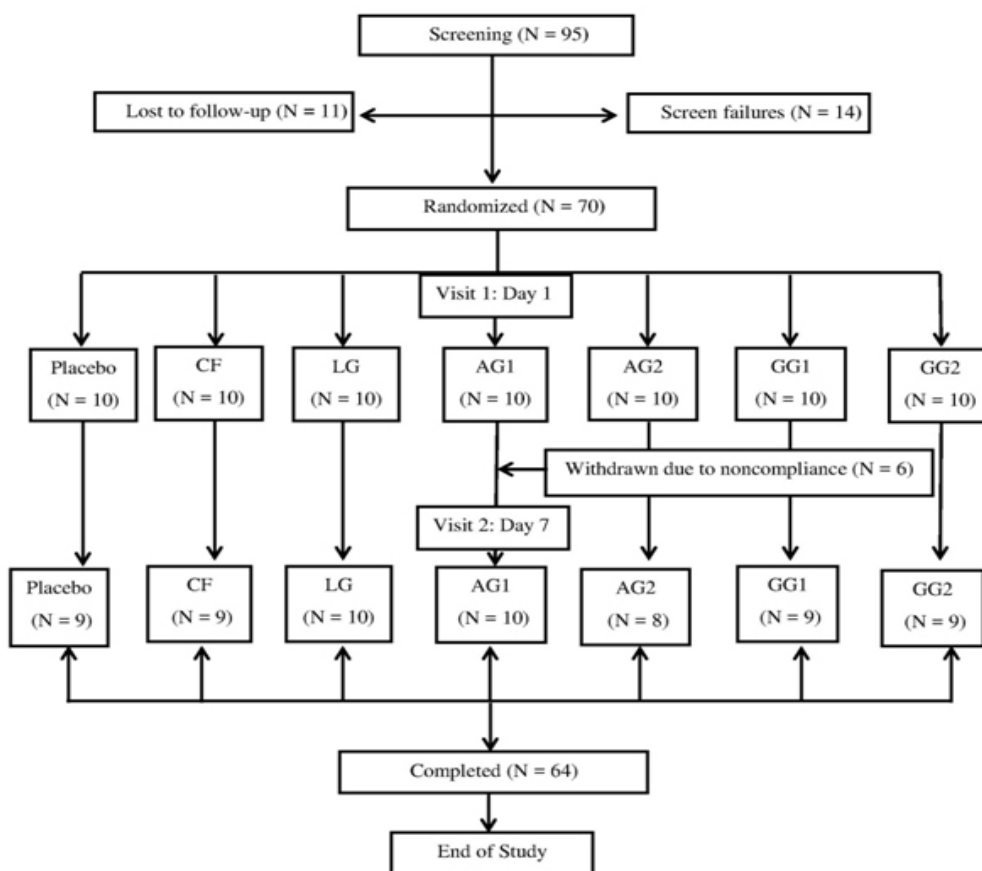 Screening (N = 95)
Lost to follow-up (N = 11)
Screen failures (N = 14)
Randomized (N = 70)
Visit 1: Day 1
Placebo
(N = 10)
CF
(N = 10)
LG
(N = 10)
AG1
(N = 10)
AG2
(N = 10)
GG1
(N = 10)
GG2
(N = 10)
Withdrawn due to noncompliance (N = 6)
Visit 2: Day 7
Placebo
(N = 9)
CF
(N = 9)
LG
(N = 10)
AG1
(N = 10)
AG2
(N = 8)
GG1
(N = 9)
GG2
(N = 9)
Completed (N = 64)
End of Study